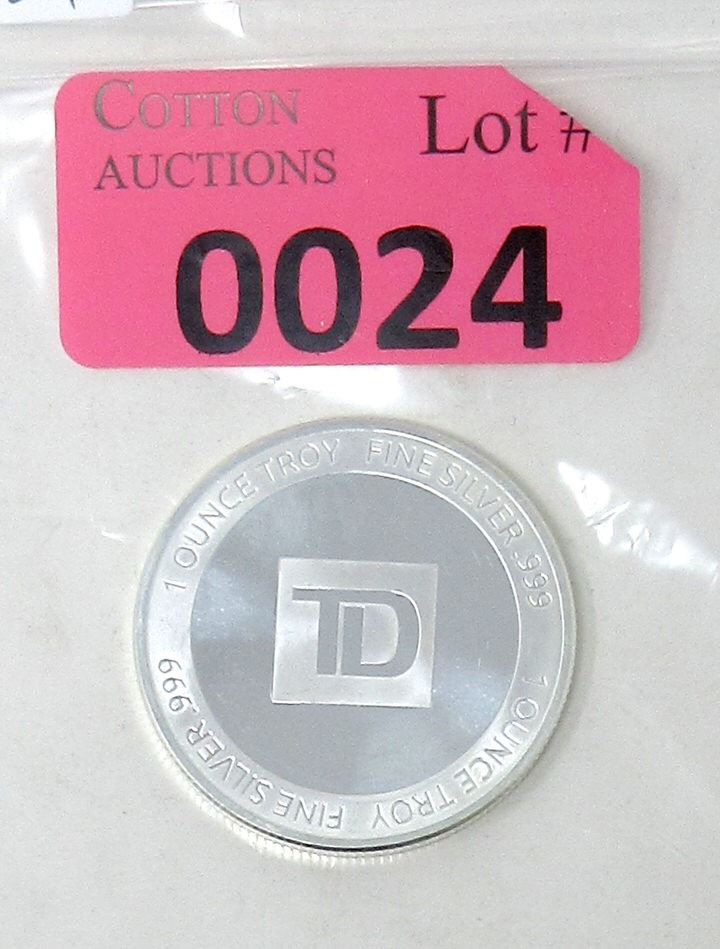 COTTON
AUCTIONS
Lot #
0024
1 OUNCE TROY FINE SILVER .999
1 OUNCE TROY FINE SILVER .999
TD